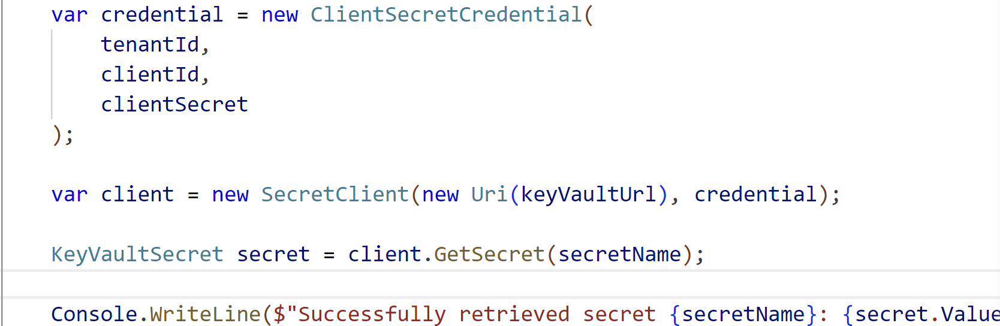 var credential = new ClientSecretCredential(
    tenantId,
    clientId,
    clientSecret
);
var client = new SecretClient(new Uri(keyVaultUrl), credential);
KeyVaultSecret secret = client.GetSecret(secretName);
Console.WriteLine($"Successfully retrieved secret {secretName}: {secret.Value